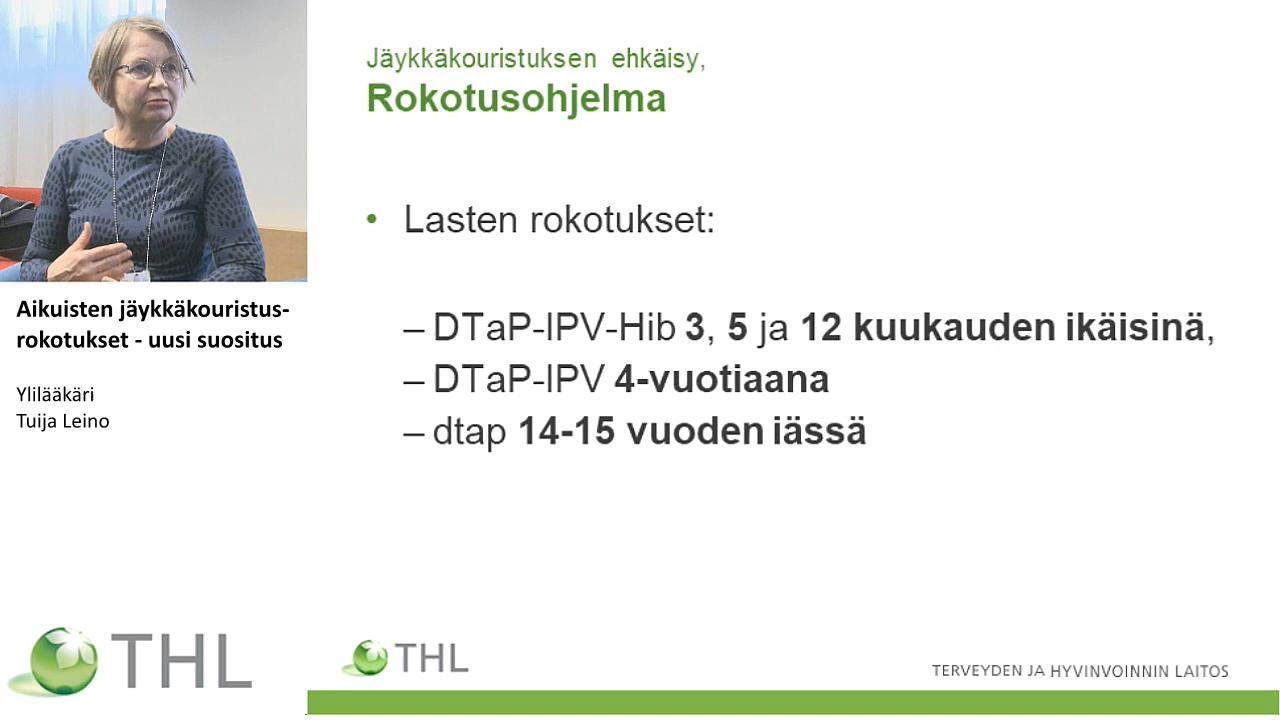 Aikuisten jäykkäkouristus-
rokotukset - uusi suositus
Ylilääkäri
Tuija Leino
THL
Jäykkäkouristuksen ehkäisy,
Rokotusohjelma
• Lasten rokotukset:
– DTaP-IPV-Hib 3, 5 ja 12 kuukauden ikäisinä,
– DTaP-IPV 4-vuotiaana
– dtap 14-15 vuoden iässä
THL
TERVEYDEN JA HYVINVOINNIN LAITOS